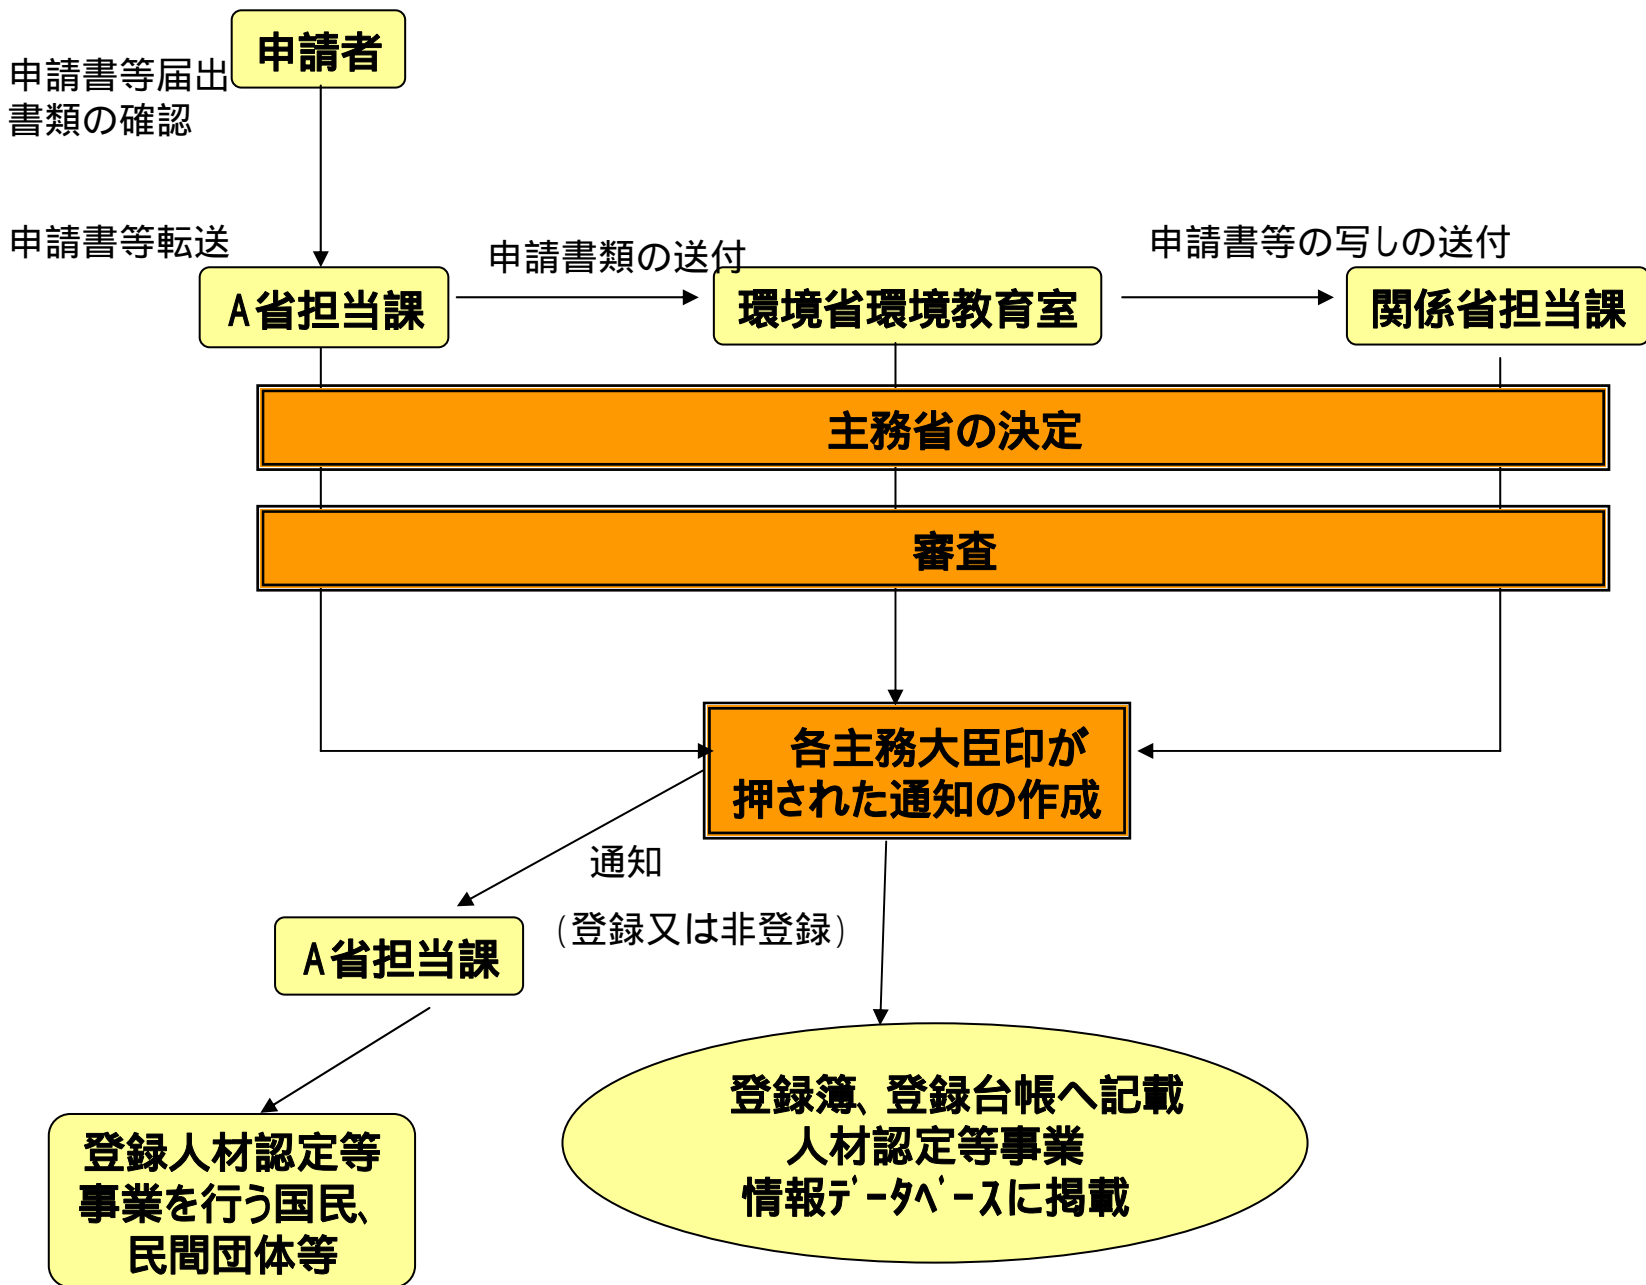 申請者
申請書等届出
書類の確認
申請書等転送
申請書類の送付
申請書等の写しの送付
A省担当課
環境省環境教育室
関係省担当課
主務省の決定
審査
各主務大臣印が
押された通知の作成
通知
(登録又は非登録)
A省担当課
登録簿、登録台帳へ記載
人材認定等事業
情報ﾃﾞｰﾀﾍﾞｰｽに掲載
登録人材認定等
事業を行う国民、
民間団体等